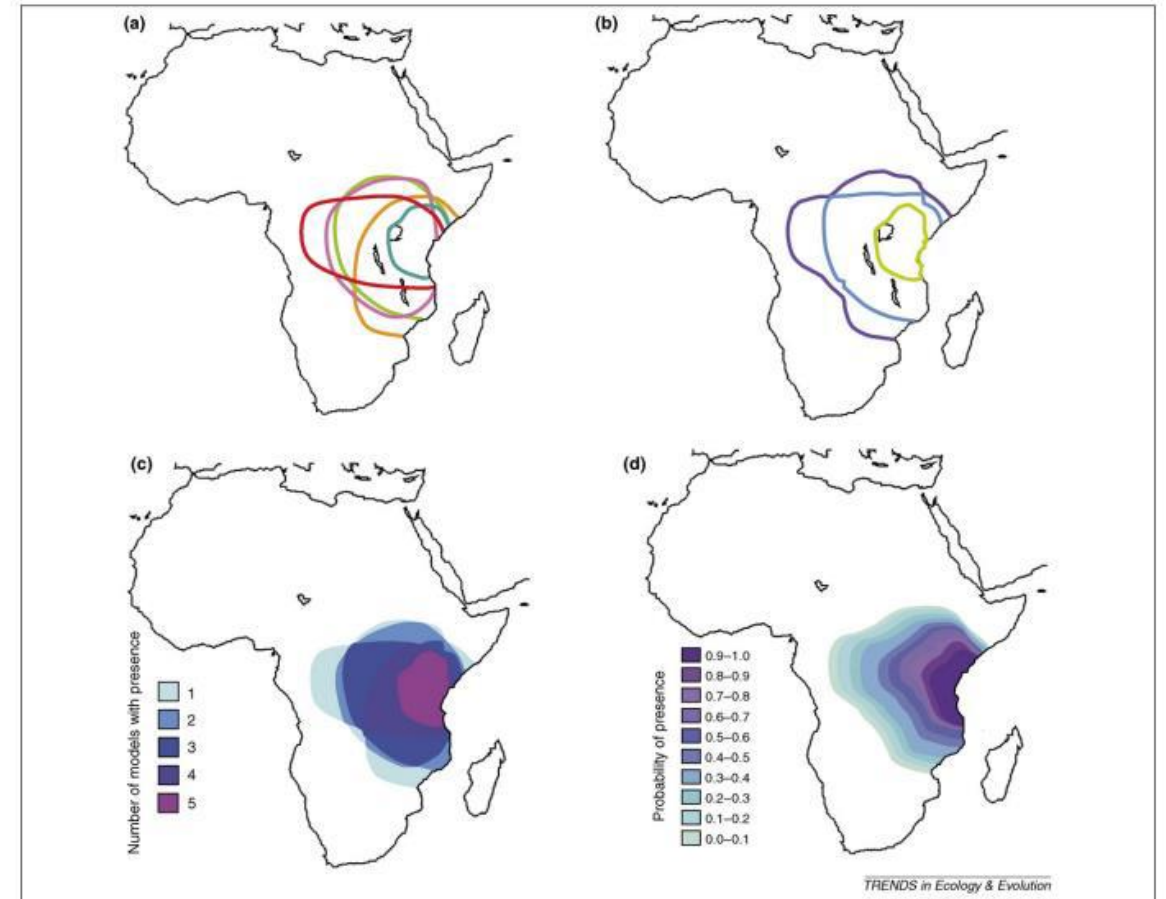 (a)
(b)
(c)
(d)
Number of models with presence
1
2
3
4
5
Probability of presence
0.9–1.0
0.8–0.9
0.7–0.8
0.6–0.7
0.5–0.6
0.4–0.5
0.3–0.4
0.2–0.3
0.1–0.2
0.0–0.1
TRENDS in Ecology & Evolution